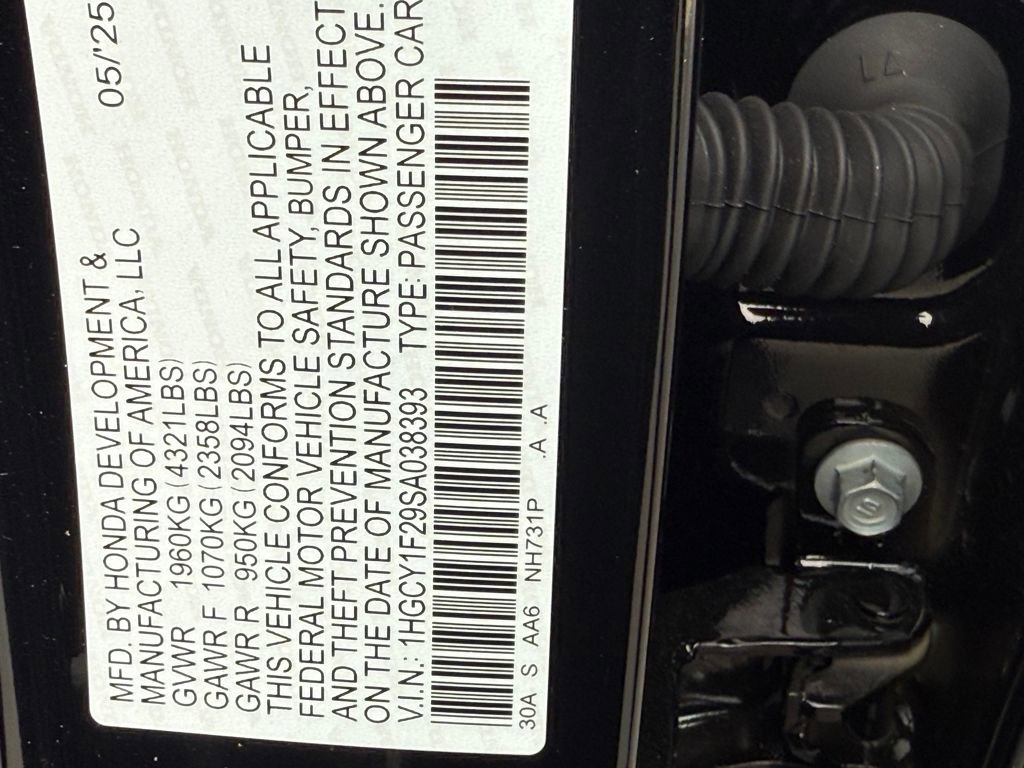 MFD. BY HONDA DEVELOPMENT & 05/'25
MANUFACTURING OF AMERICA, LLC
GVWR 1960KG (4321LBS)
GAWR F 1070KG (2358LBS)
GAWR R 950KG (2094LBS)
THIS VEHICLE CONFORMS TO ALL APPLICABLE
FEDERAL MOTOR VEHICLE SAFETY, BUMPER,
AND THEFT PREVENTION STANDARDS IN EFFECT
ON THE DATE OF MANUFACTURE SHOWN ABOVE.
V.I.N.: 1HGCY1F29SA038393 TYPE: PASSENGER CAR
30A S AA6 NH731P .A .A
HONDA
S